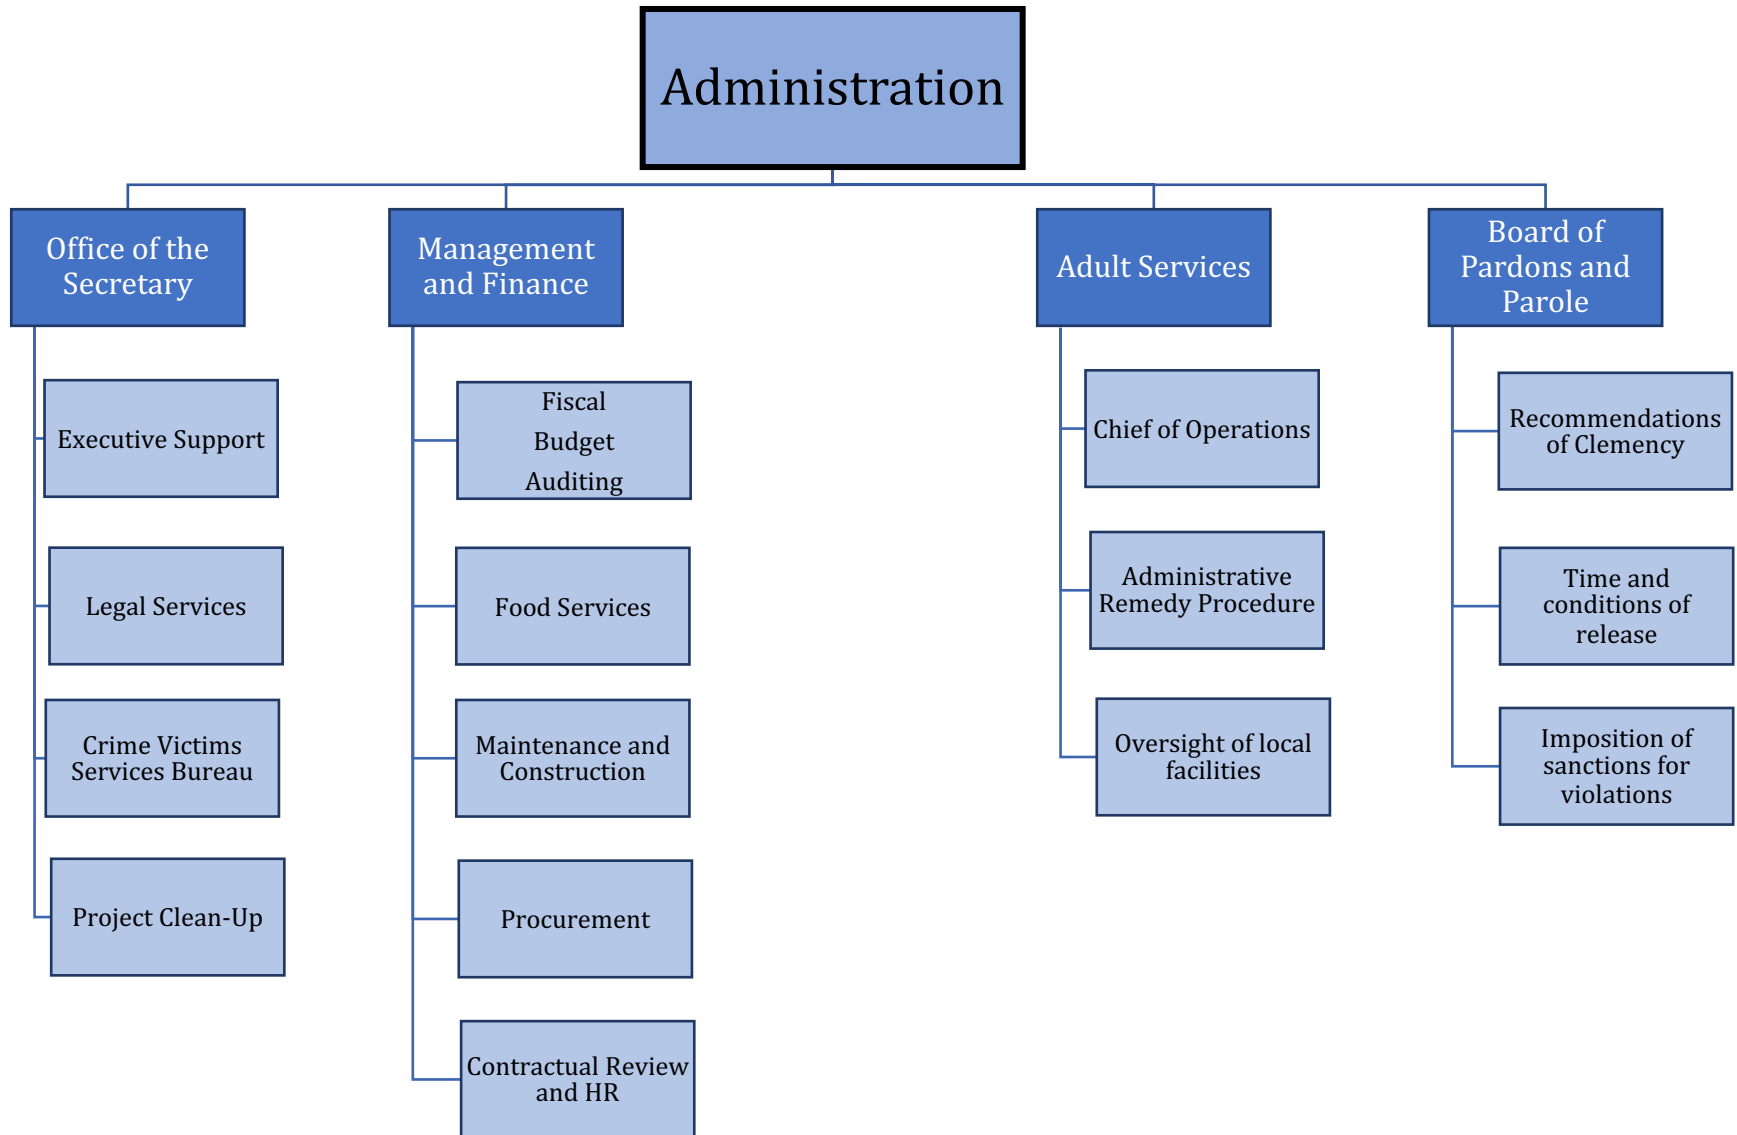 Administration
Office of the
Secretary
Management
and Finance
Adult Services
Board of
Pardons and
Parole
Executive Support
Legal Services
Crime Victims
Services Bureau
Project Clean-Up
Fiscal
Budget
Auditing
Food Services
Maintenance and
Construction
Procurement
Contractual Review
and HR
Chief of Operations
Administrative
Remedy Procedure
Oversight of local
facilities
Recommendations
of Clemency
Time and
conditions of
release
Imposition of
sanctions for
violations